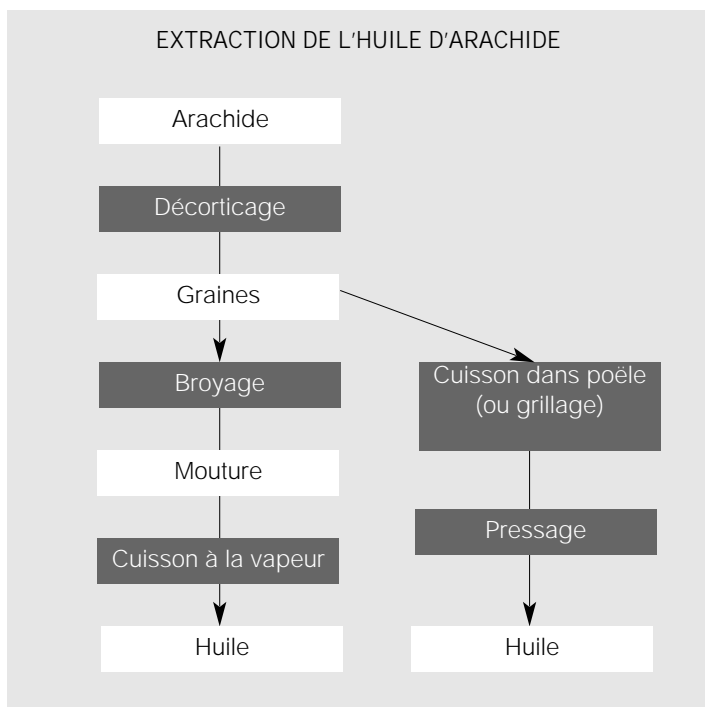 EXTRACTION DE L'HUILE D'ARACHIDE
Arachide
Décorticage
Graines
Broyage
Mouture
Cuisson à la vapeur
Huile
Cuisson dans poële
(ou grillage)
Pressage
Huile